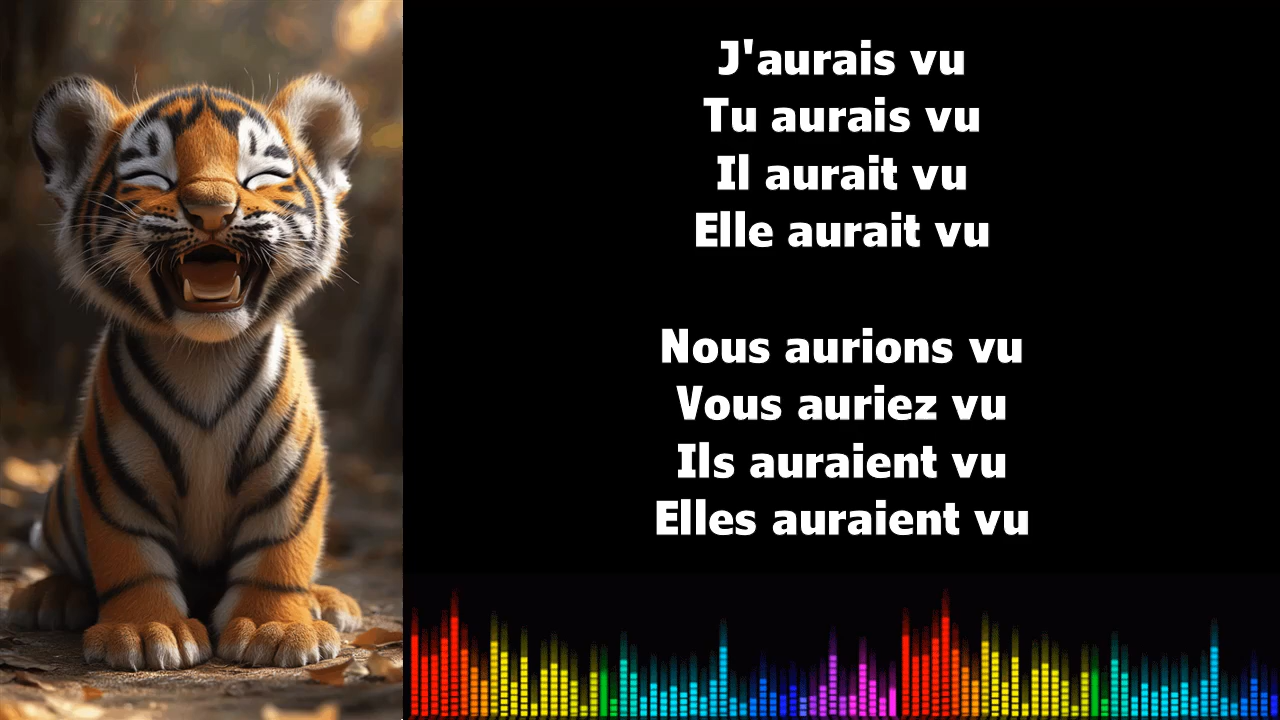 J'aurais vu
Tu aurais vu
Il aurait vu
Elle aurait vu
Nous aurions vu
Vous auriez vu
Ils auraient vu
Elles auraient vu